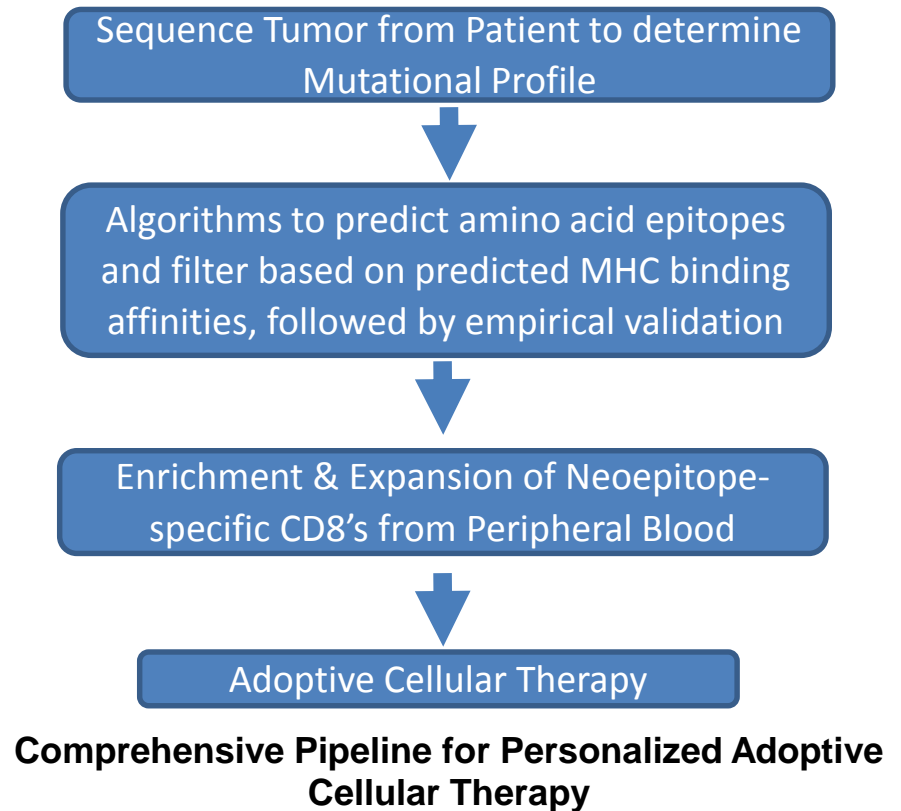 Sequence Tumor from Patient to determine
Mutational Profile
Algorithms to predict amino acid epitopes
and filter based on predicted MHC binding
affinities, followed by empirical validation
Enrichment & Expansion of Neoepitope-
specific CD8’s from Peripheral Blood
Adoptive Cellular Therapy
Comprehensive Pipeline for Personalized Adoptive
Cellular Therapy